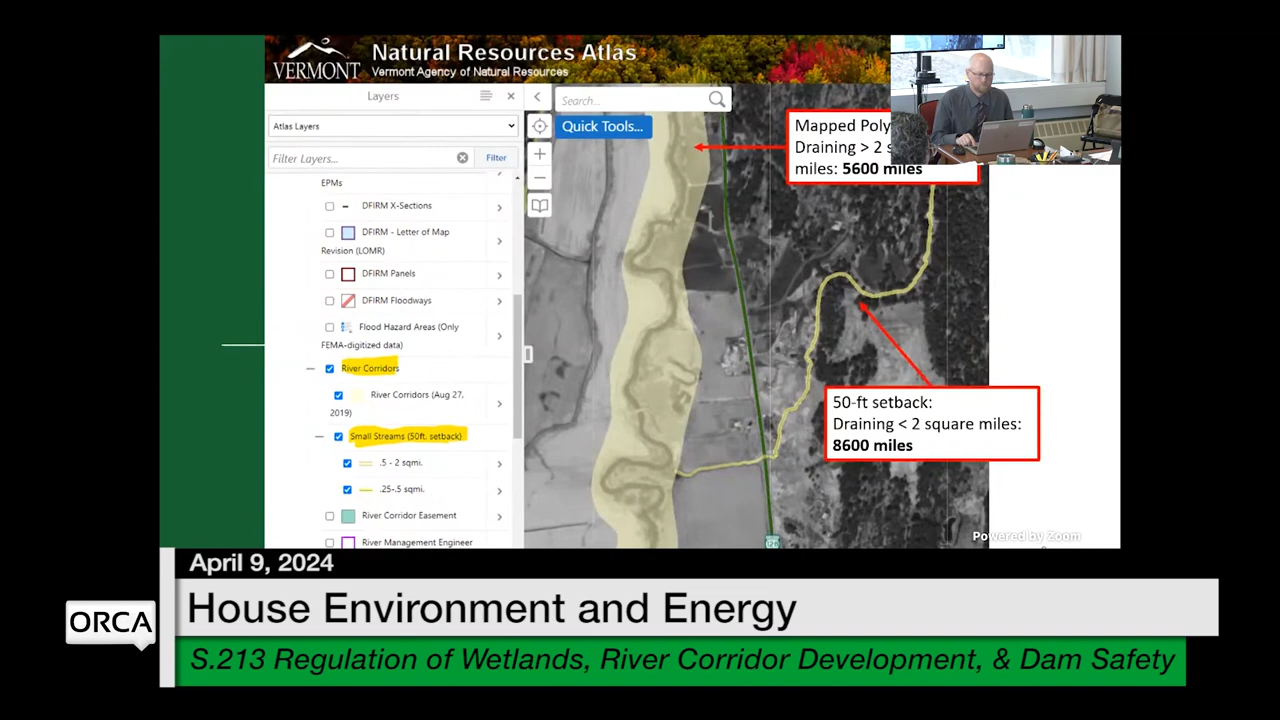 VERMONT
Natural Resources Atlas
Vermont Agency of Natural Resources
Layers
Atlas Layers
Filter Layers...
Filter
EPMs
DFIRM X-Sections
DFIRM - Letter of Map
Revision (LOMR)
DFIRM Panels
DFIRM Floodways
Flood Hazard Areas (Only
FEMA-digitized data)
River Corridors
River Corridors (Aug 27,
2019)
Small Streams (50ft. setback)
.5 - 2 sqmi.
.25-.5 sqmi.
River Corridor Easement
River Management Engineer
Search...
Quick Tools...
Mapped Poly
Draining > 2 s
miles: 5600 miles
50-ft setback:
Draining < 2 square miles:
8600 miles
Powered by Zoom
April 9, 2024
ORCA
House Environment and Energy
S.213 Regulation of Wetlands, River Corridor Development, & Dam Safety